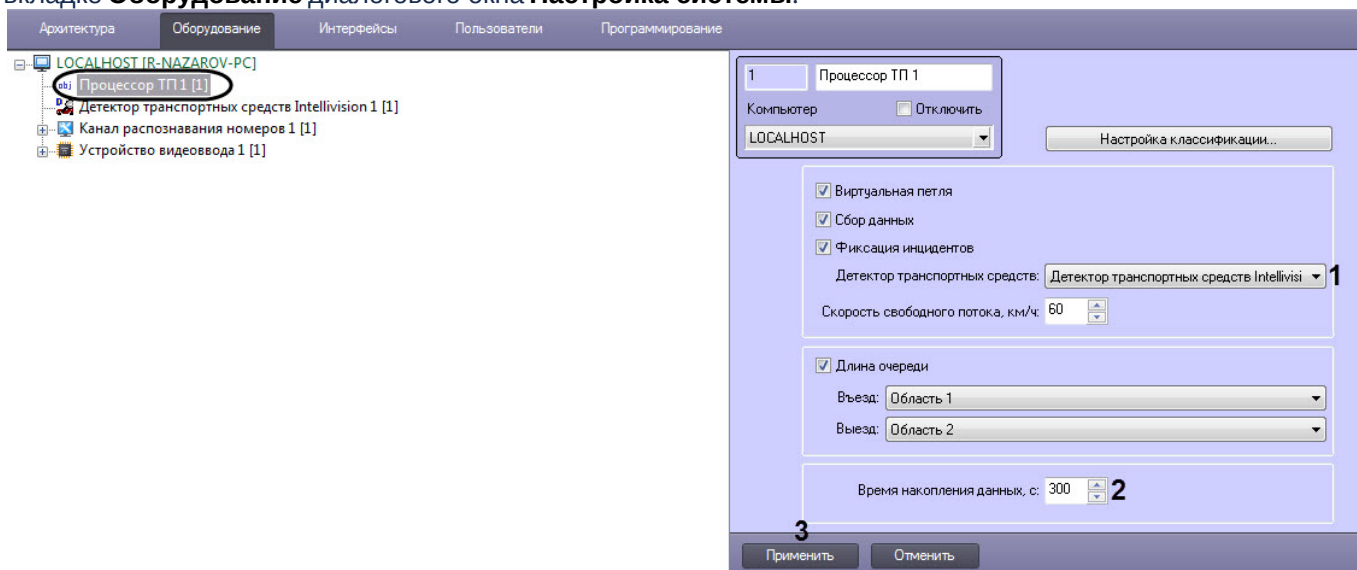 вкладке Оборудование диалогового окна Настройка системы.
Архитектура Оборудование Интерфейсы Пользователи Программирование
LOCALHOST [R-NAZAROV-PC]
obj Процессор ТП 1 [1]
Детектор транспортных средств Intellivision 1 [1]
Канал распознавания номеров 1 [1]
Устройство видеоввода 1 [1]
1 Процессор ТП 1
Компьютер Отключить
LOCALHOST Настройка классификации...
Виртуальная петля
Сбор данных
Фиксация инцидентов
Детектор транспортных средств: Детектор транспортных средств Intellivisi 1
Скорость свободного потока, км/ч: 60
Длина очереди
Въезд: Область 1
Выезд: Область 2
Время накопления данных, с: 300 2
3
Применить Отменить